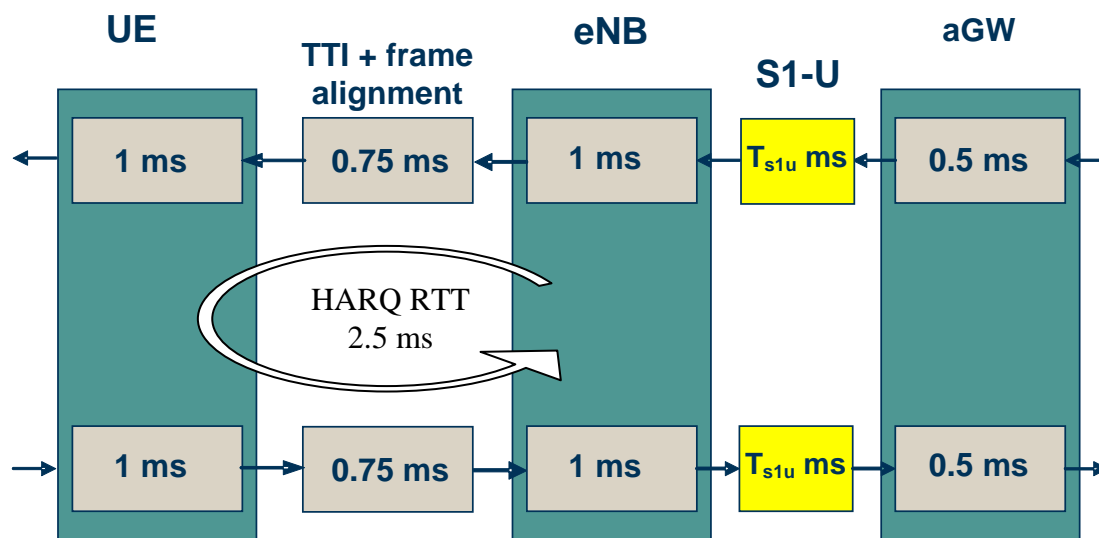 UE
eNB
aGW
TTI + frame
alignment
S1-U
1 ms
0.75 ms
1 ms
Ts1u ms
0.5 ms
HARQ RTT
2.5 ms
1 ms
0.75 ms
1 ms
Ts1u ms
0.5 ms